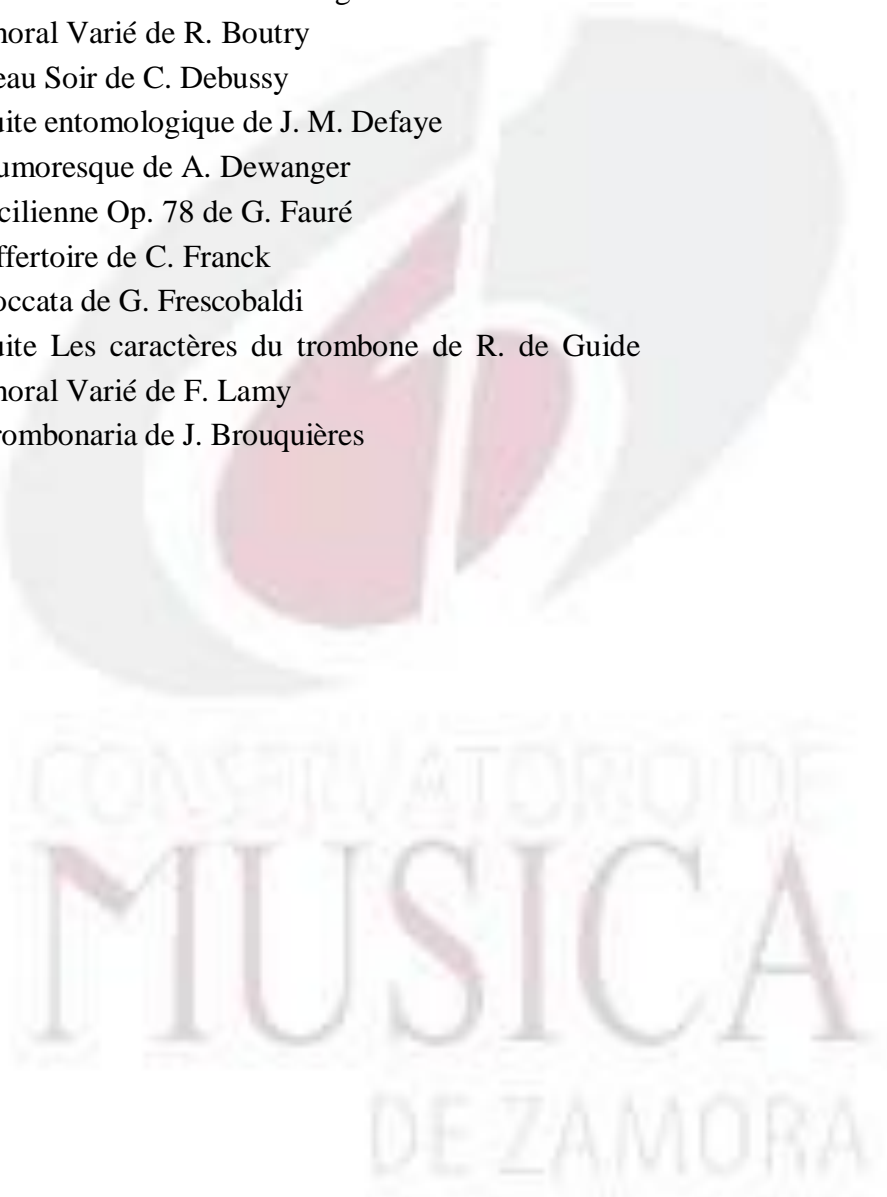 horal Varié de R. Boutry
eau Soir de C. Debussy
uite entomologique de J. M. Defaye
umoresque de A. Dewanger
cilienne Op. 78 de G. Fauré
ffertoire de C. Franck
occata de G. Frescobaldi
uite Les caractères du trombone de R. de Guide
horal Varié de F. Lamy
rombonaria de J. Brouquières
CONSERVATORIO DE
MUSICA
DE ZAMORA